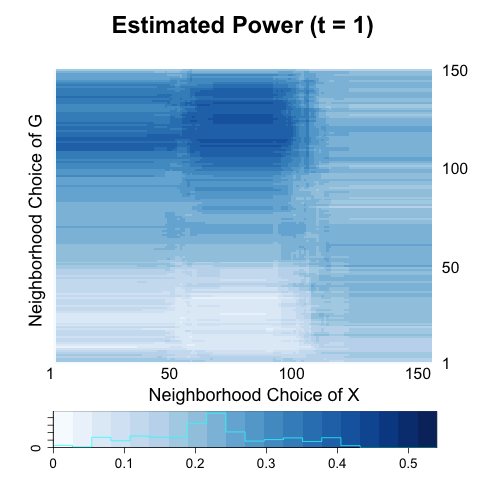 Estimated Power (t = 1)
Neighborhood Choice of G
150
100
50
1
1 50 100 150
Neighborhood Choice of X
0
0 0.1 0.2 0.3 0.4 0.5